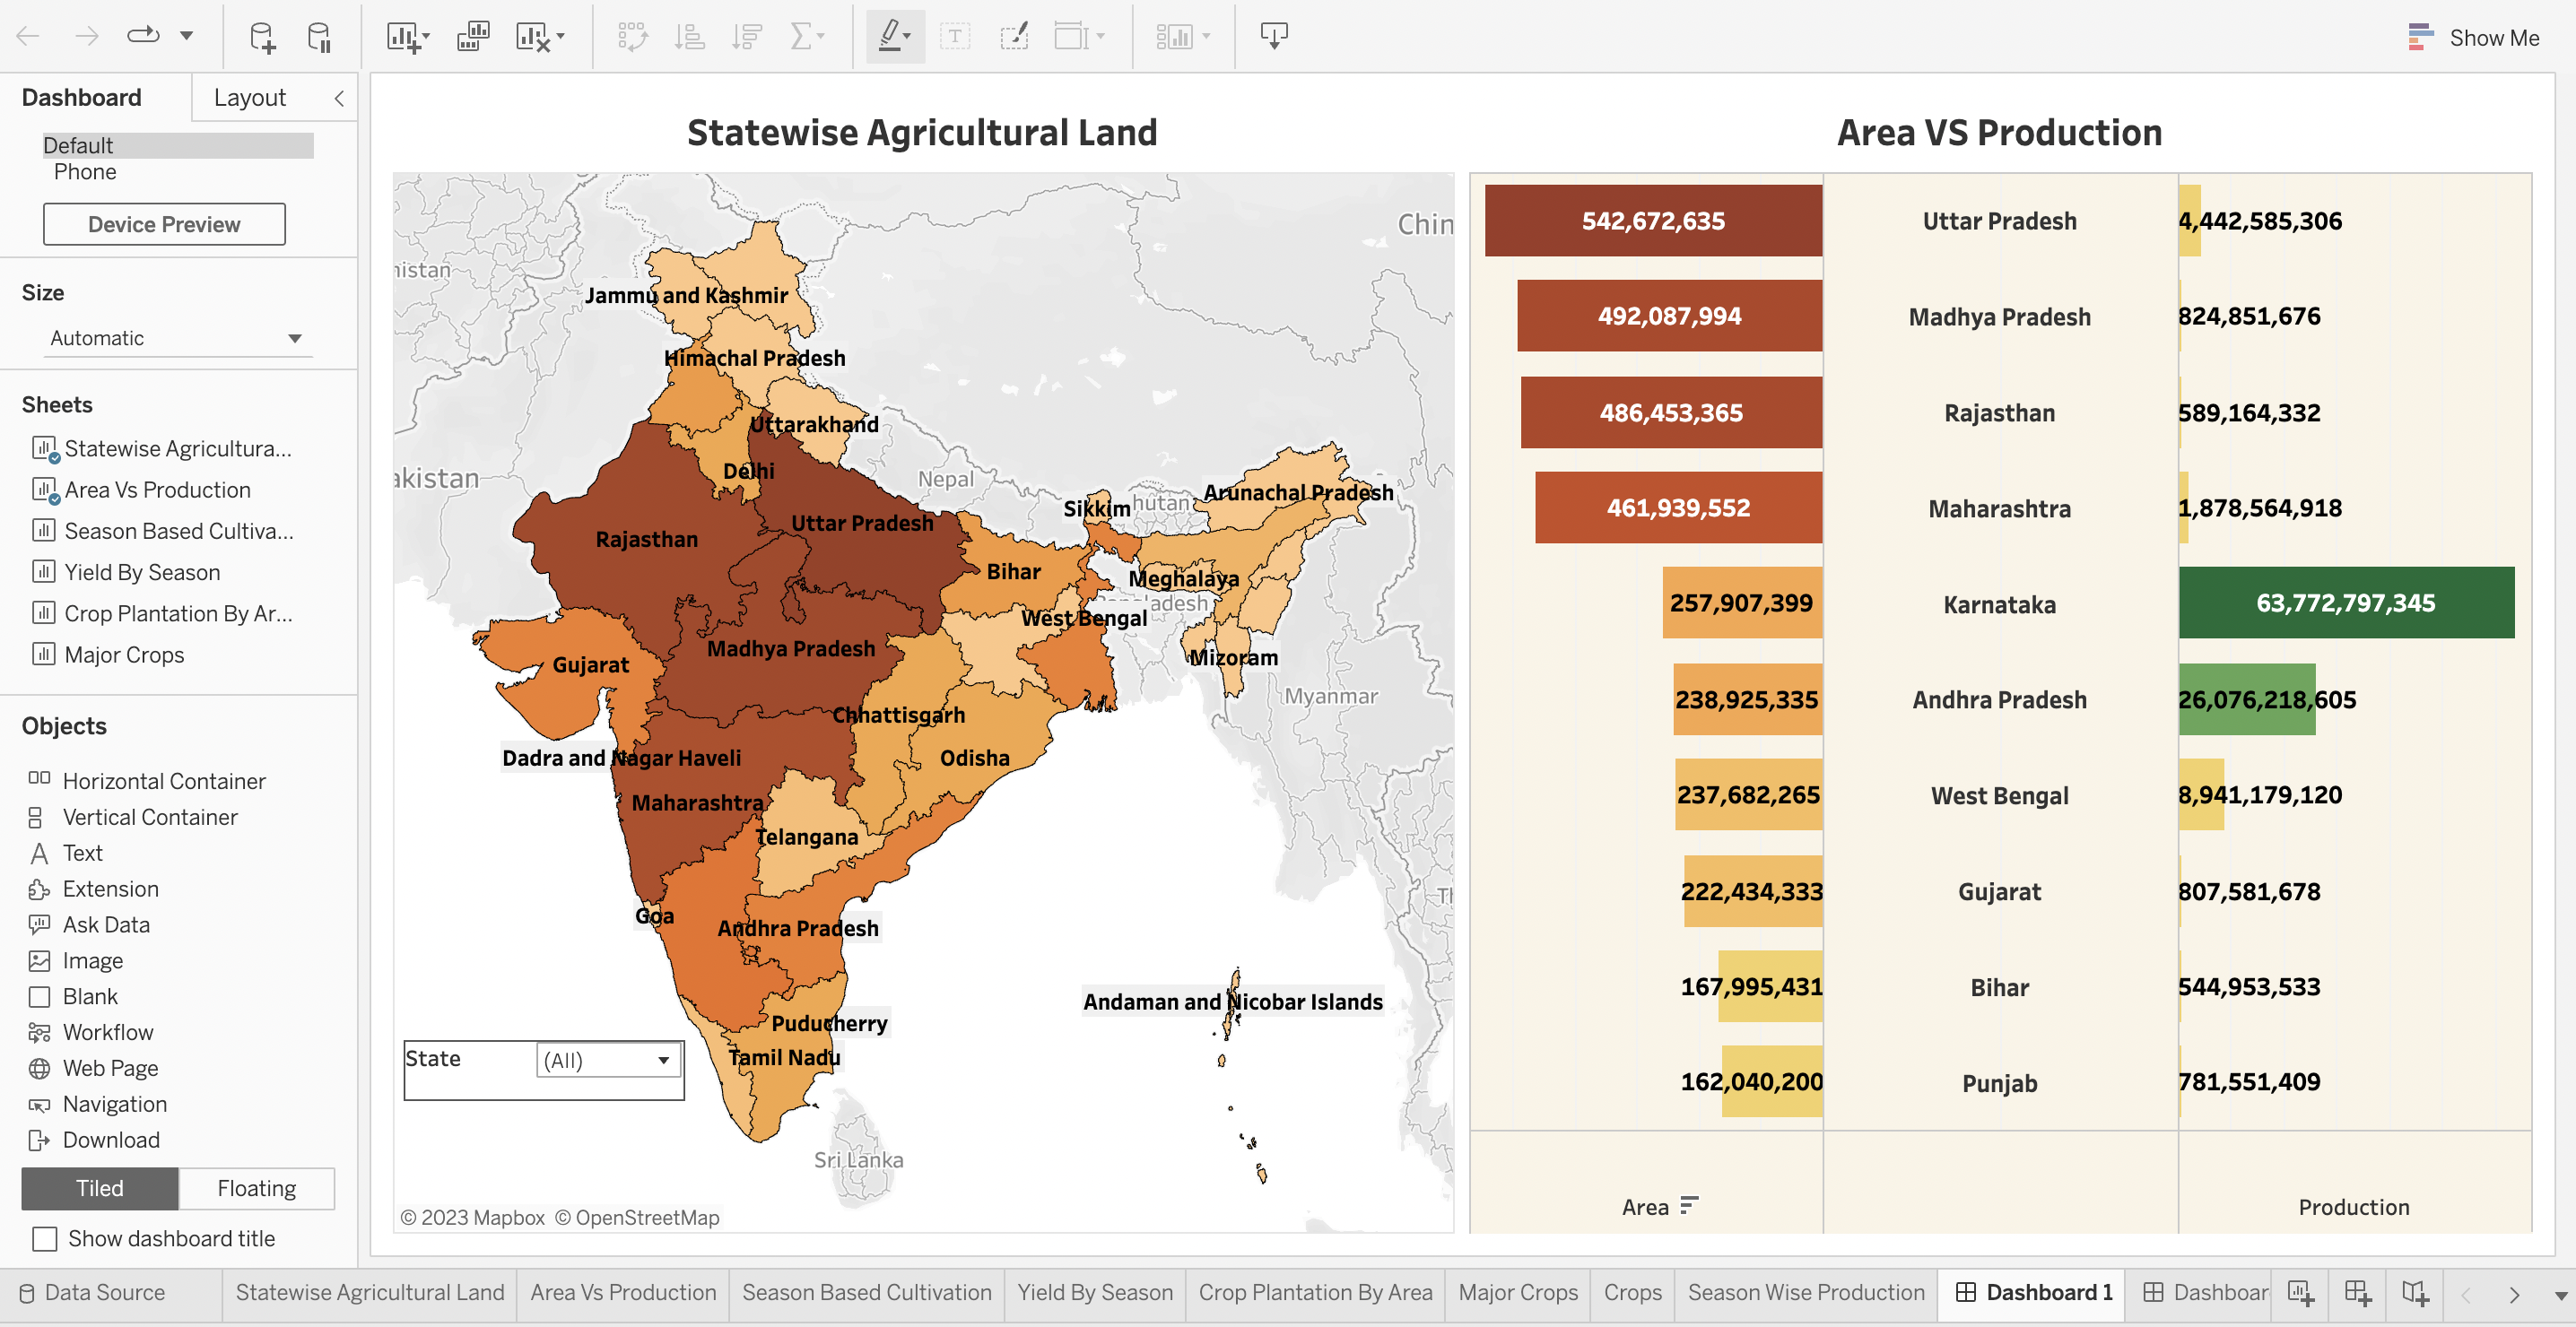 Show Me
Dashboard
Layout
Default
Phone
Device Preview
Size
Automatic
Sheets
Statewise Agricultura...
Area Vs Production
Season Based Cultiva...
Yield By Season
Crop Plantation By Ar...
Major Crops
Objects
Horizontal Container
Vertical Container
Text
Extension
Ask Data
Image
Blank
Workflow
Web Page
Navigation
Download
Tiled
Floating
Show dashboard title
Statewise Agricultural Land
Chin
nistan
Jammu and Kashmir
Himachal Pradesh
Uttarakhand
Delhi
akistan
Nepal
Sikkim
hutan
Arunachal Pradesh
Rajasthan
Uttar Pradesh
Bihar
Meghalaya
adesh
West Bengal
Gujarat
Madhya Pradesh
Mizoram
Myanmar
Chhattisgarh
Dadra and Nagar Haveli
Odisha
Maharashtra
Telangana
Th
Goa
Andhra Pradesh
Andaman and Nicobar Islands
Puducherry
Tamil Nadu
State
(All)
Sri Lanka
© 2023 Mapbox © OpenStreetMap
Area VS Production
542,672,635 Uttar Pradesh 4,442,585,306
492,087,994 Madhya Pradesh 824,851,676
486,453,365 Rajasthan 589,164,332
461,939,552 Maharashtra 1,878,564,918
257,907,399 Karnataka 63,772,797,345
238,925,335 Andhra Pradesh 26,076,218,605
237,682,265 West Bengal 8,941,179,120
222,434,333 Gujarat 807,581,678
167,995,431 Bihar 544,953,533
162,040,200 Punjab 781,551,409
Area
Production
Data Source
Statewise Agricultural Land
Area Vs Production
Season Based Cultivation
Yield By Season
Crop Plantation By Area
Major Crops
Crops
Season Wise Production
Dashboard 1
Dashboar